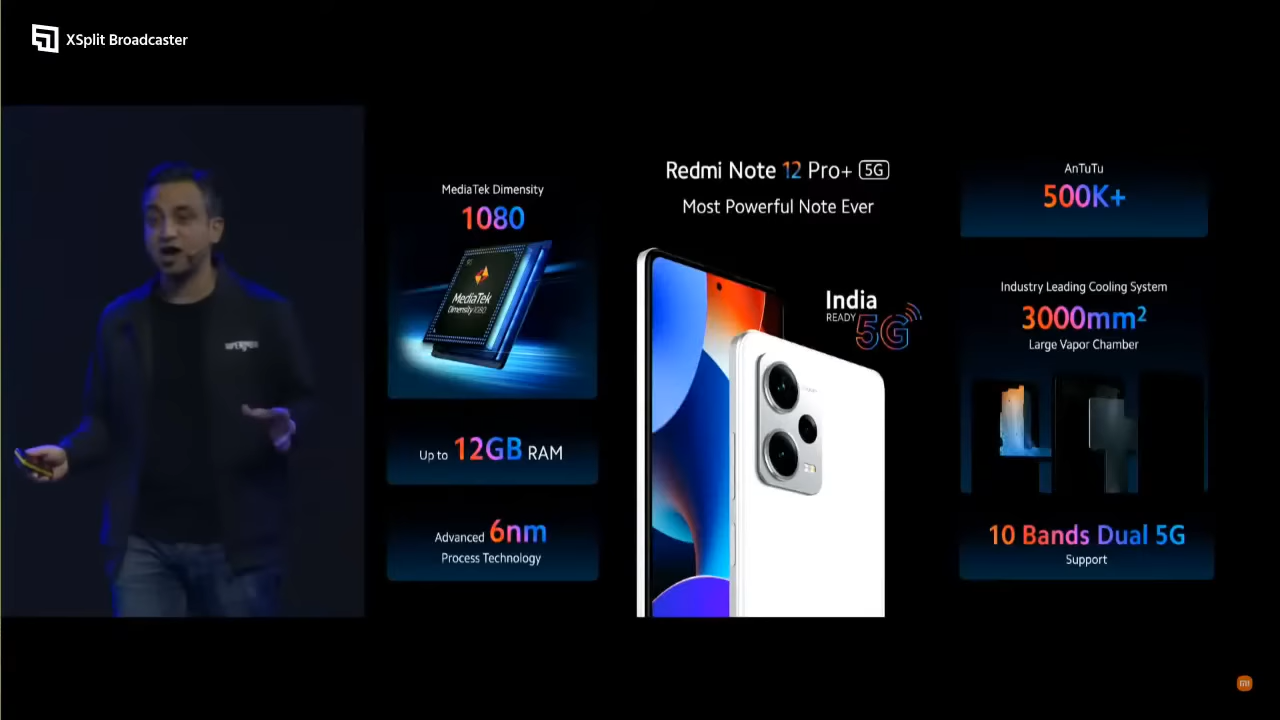 XSplit Broadcaster
MediaTek Dimensity
1080
MediaTek
Dimensity 1080
Up to 12GB RAM
Advanced 6nm
Process Technology
Redmi Note 12 Pro+ 5G
Most Powerful Note Ever
India
READY
5G
AnTuTu
500K+
Industry Leading Cooling System
3000mm²
Large Vapor Chamber
10 Bands Dual 5G
Support
mi